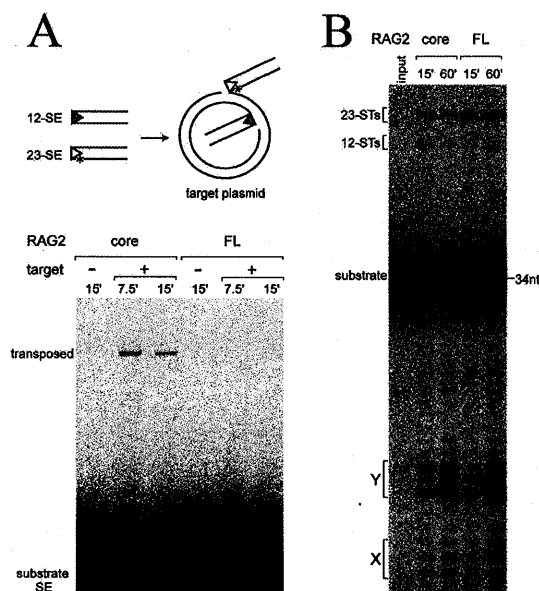 A
12-SE
23-SE
*
*
target plasmid
RAG2 core FL
target - + - +
15' 7.5' 15' 15' 7.5' 15'
transposed
substrate
SE
B
RAG2 core FL
input 15' 60' 15' 60'
23-STs
12-STs
substrate
34nt
Y
X